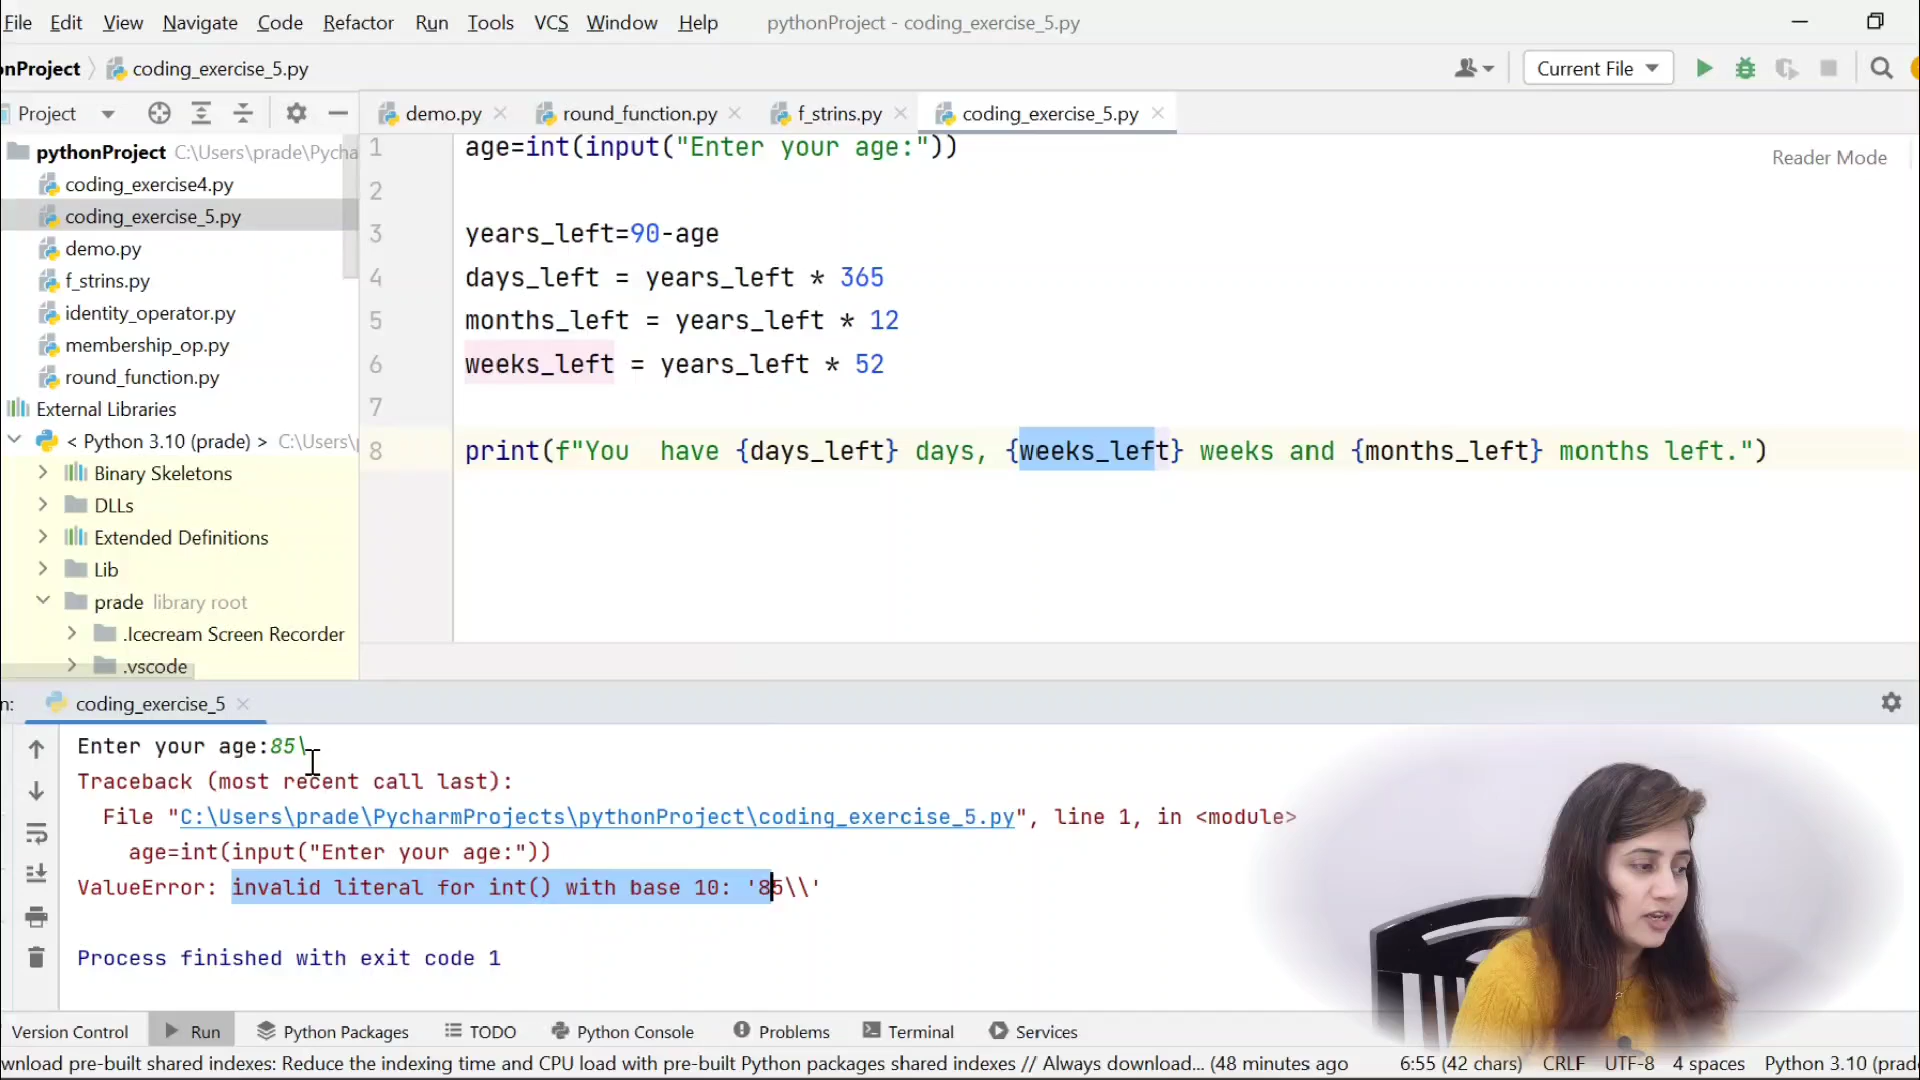 File Edit View Navigate Code Refactor Run Tools VCS Window Help pythonProject - coding_exercise_5.py
onProject coding_exercise_5.py Current File
Project demo.py round_function.py f_strins.py coding_exercise_5.py
pythonProject C:\Users\prade\Pycha
coding_exercise4.py
coding_exercise_5.py
demo.py
f_strins.py
identity_operator.py
membership_op.py
round_function.py
External Libraries
< Python 3.10 (prade) > C:\Users\
Binary Skeletons
DLLs
Extended Definitions
Lib
prade library root
.Icecream Screen Recorder
.vscode
Reader Mode
1 age=int(input("Enter your age:"))
2
3 years_left=90-age
4 days_left = years_left * 365
5 months_left = years_left * 12
6 weeks_left = years_left * 52
7
8 print(f"You  have {days_left} days, {weeks_left} weeks and {months_left} months left.")
n: coding_exercise_5
Enter your age:85\
Traceback (most recent call last):
File "C:\Users\prade\PycharmProjects\pythonProject\coding_exercise_5.py", line 1, in <module>
age=int(input("Enter your age:"))
ValueError: invalid literal for int() with base 10: '85\\'
Process finished with exit code 1
Version Control Run Python Packages TODO Python Console Problems Terminal Services
wnload pre-built shared indexes: Reduce the indexing time and CPU load with pre-built Python packages shared indexes // Always download... (48 minutes ago 6:55 (42 chars) CRLF UTF-8 4 spaces Python 3.10 (prad